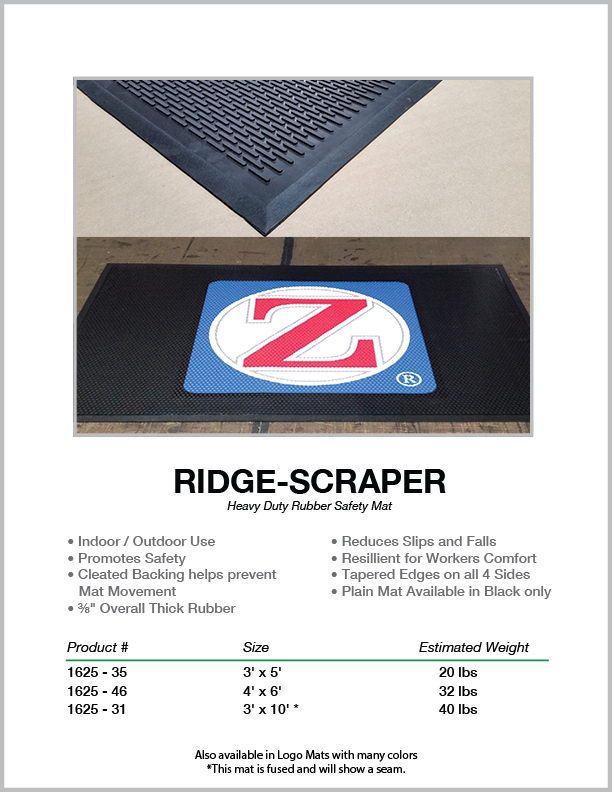 Z
®
RIDGE-SCRAPER
Heavy Duty Rubber Safety Mat
• Indoor / Outdoor Use
• Promotes Safety
• Cleated Backing helps prevent
Mat Movement
• ⅜" Overall Thick Rubber
• Reduces Slips and Falls
• Resillient for Workers Comfort
• Tapered Edges on all 4 Sides
• Plain Mat Available in Black only
Product # Size Estimated Weight
1625 - 35 3' x 5' 20 lbs
1625 - 46 4' x 6' 32 lbs
1625 - 31 3' x 10' * 40 lbs
Also available in Logo Mats with many colors
*This mat is fused and will show a seam.